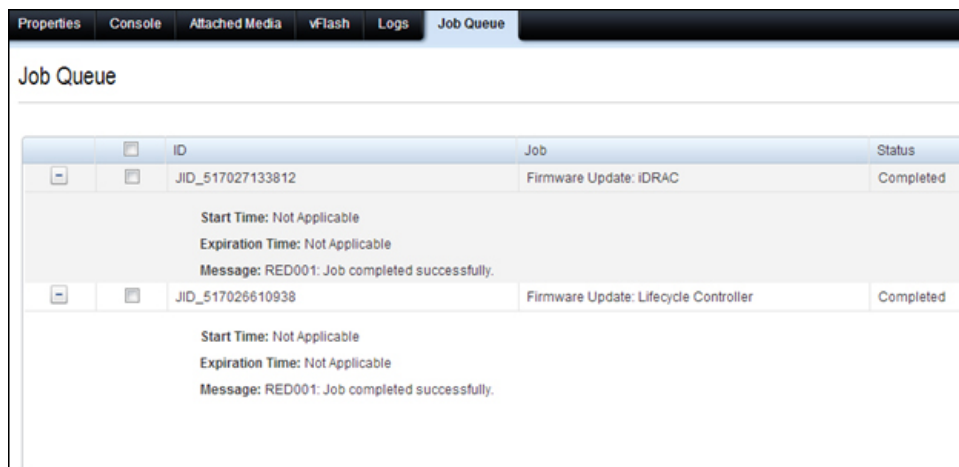 Properties Console Attached Media vFlash Logs Job Queue
Job Queue
ID Job Status
JID_517027133812 Firmware Update: iDRAC Completed
Start Time: Not Applicable
Expiration Time: Not Applicable
Message: RED001: Job completed successfully.
JID_517026610938 Firmware Update: Lifecycle Controller Completed
Start Time: Not Applicable
Expiration Time: Not Applicable
Message: RED001: Job completed successfully.